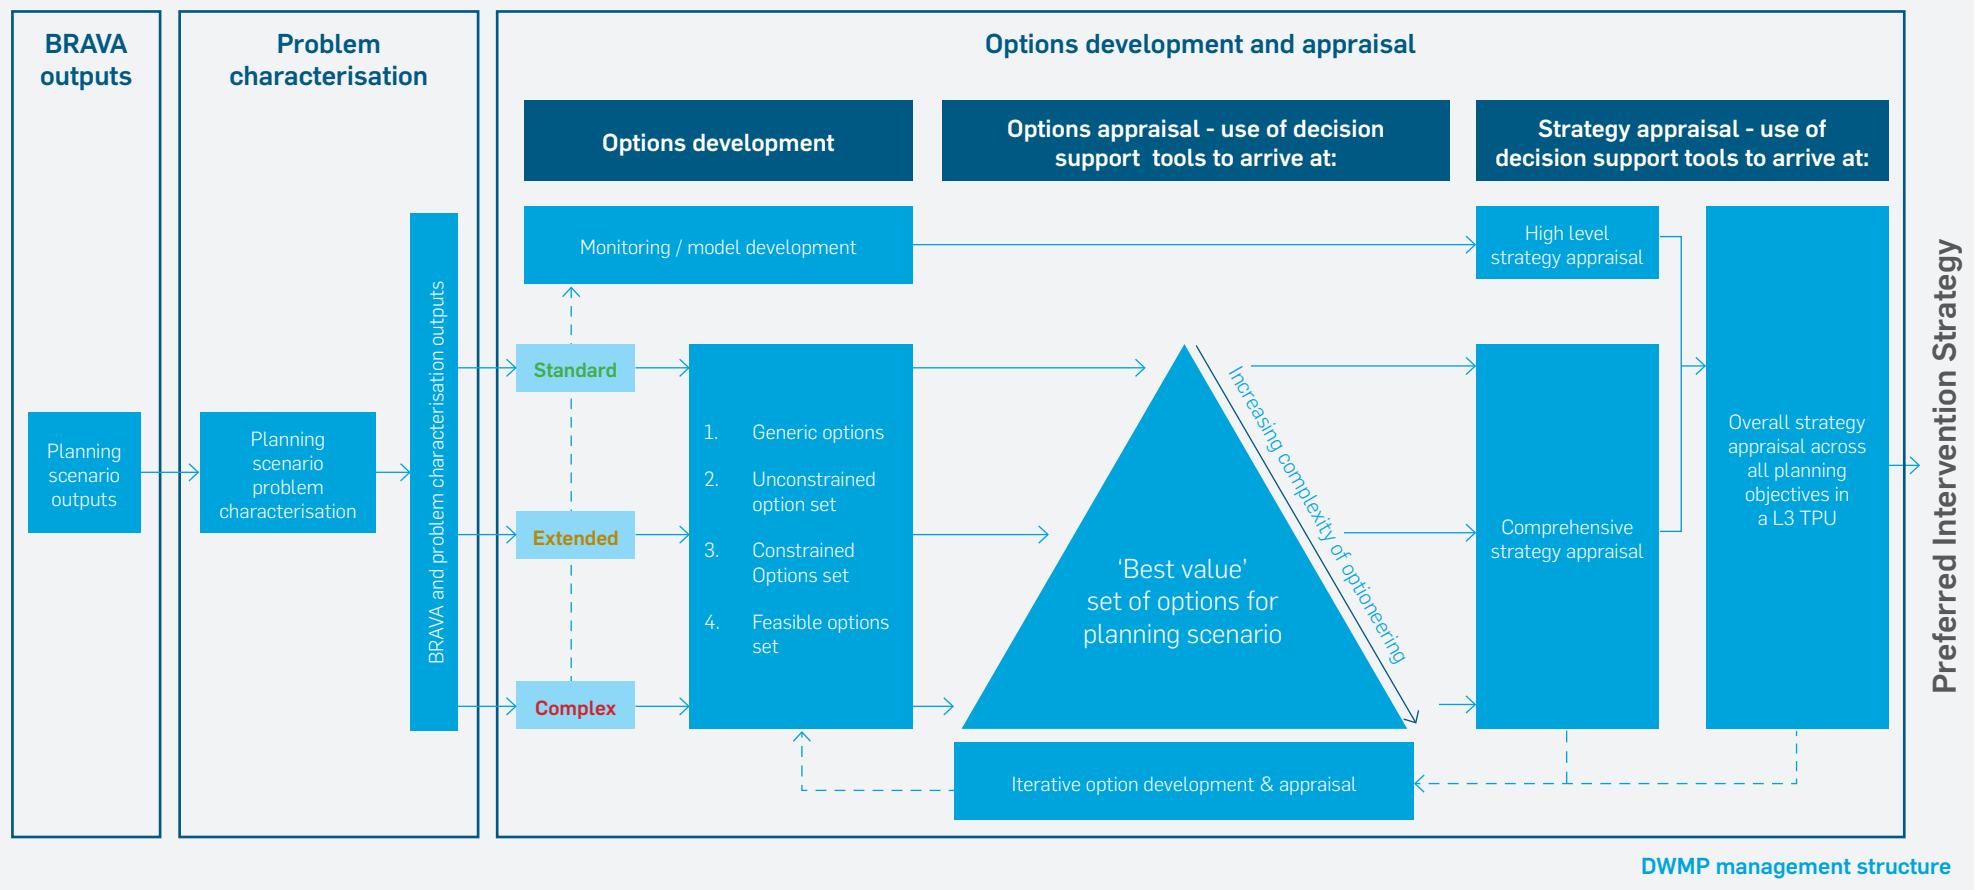 BRAVA
outputs
Problem
characterisation
Options development and appraisal
Options development
Options appraisal - use of decision
support tools to arrive at:
Strategy appraisal - use of
decision support tools to arrive at:
Planning
scenario
outputs
Planning
scenario
problem
characterisation
BRAVA and problem characterisation outputs
Monitoring / model development
Standard
Extended
Complex
1. Generic options
2. Unconstrained
option set
3. Constrained
Options set
4. Feasible options
set
‘Best value’
set of options for
planning scenario
Increasing complexity of optioneering
Iterative option development & appraisal
High level
strategy appraisal
Comprehensive
strategy appraisal
Overall strategy
appraisal across
all planning
objectives in
a L3 TPU
Preferred Intervention Strategy
DWMP management structure